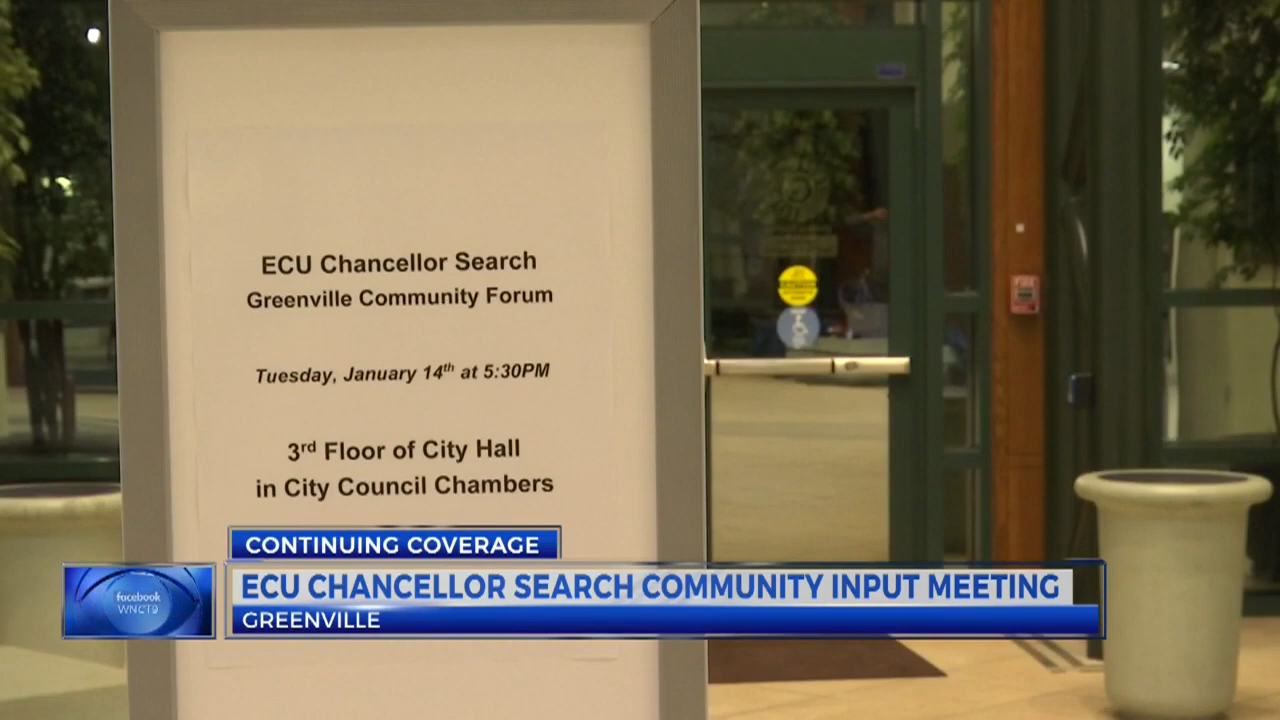 ECU Chancellor Search
Greenville Community Forum
Tuesday, January 14th at 5:30PM
3rd Floor of City Hall
in City Council Chambers
CONTINUING COVERAGE
ECU CHANCELLOR SEARCH COMMUNITY INPUT MEETING
GREENVILLE
facebook
WNCT9